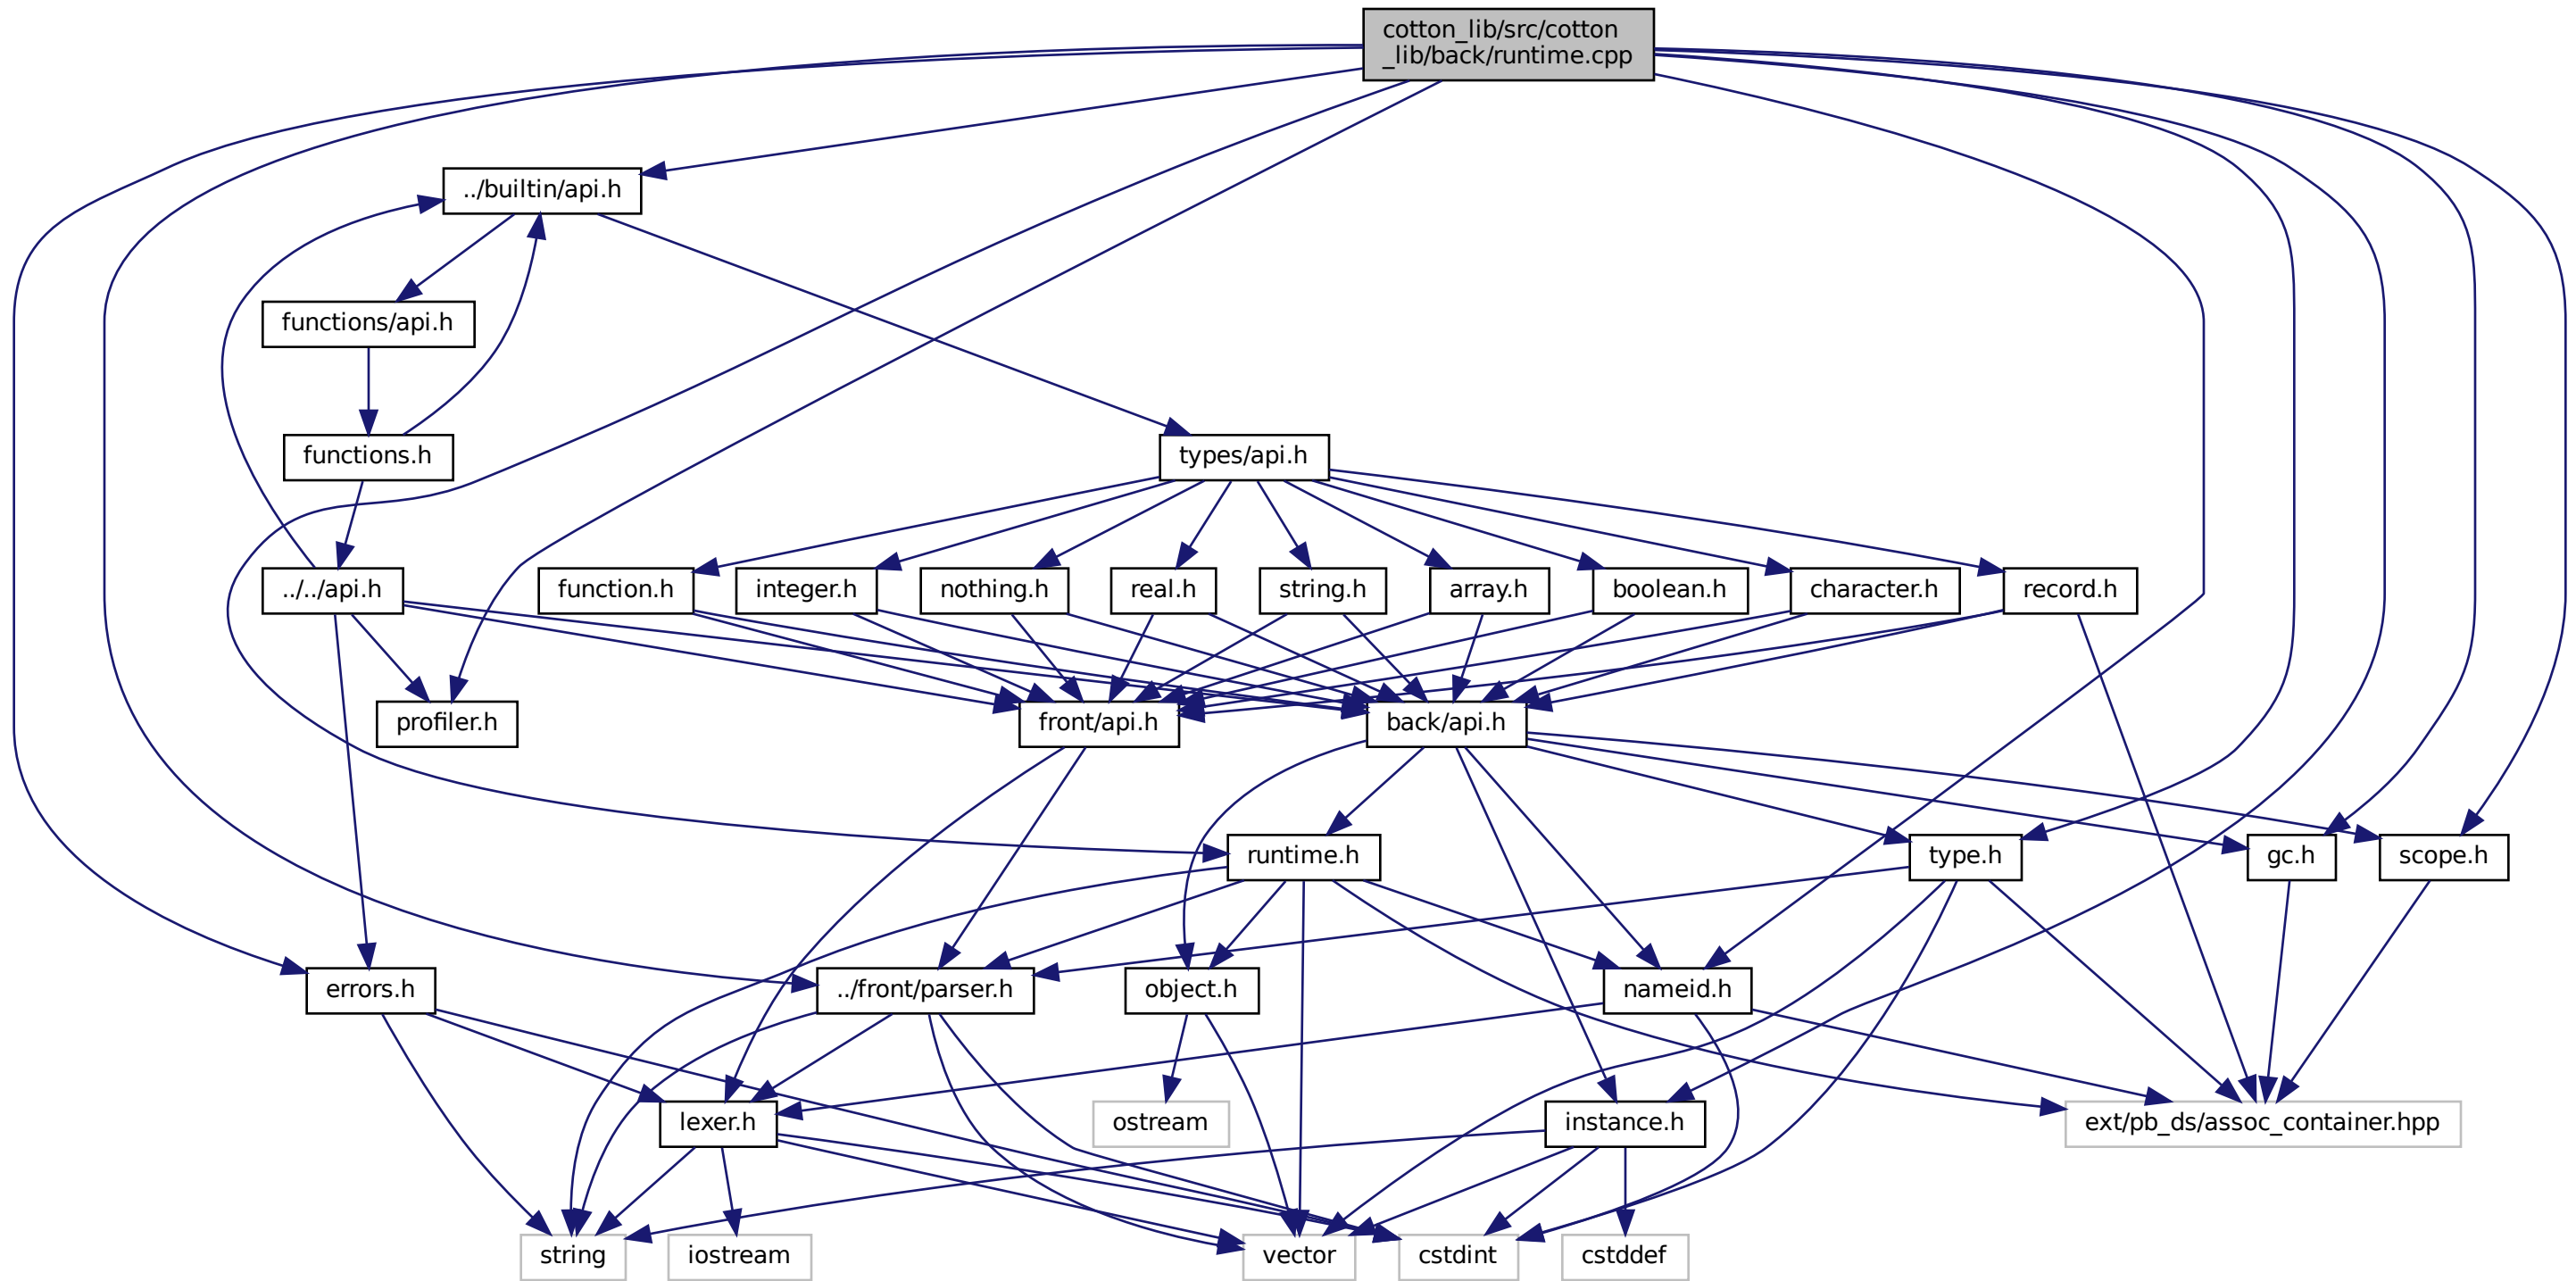 cotton_lib/src/cotton
_lib/back/runtime.cpp
../builtin/api.h
functions/api.h
functions.h
types/api.h
../../api.h
function.h
integer.h
nothing.h
real.h
string.h
array.h
boolean.h
character.h
record.h
profiler.h
front/api.h
back/api.h
runtime.h
type.h
gc.h
scope.h
errors.h
../front/parser.h
object.h
nameid.h
lexer.h
ostream
instance.h
ext/pb_ds/assoc_container.hpp
string
iostream
vector
cstdint
cstddef